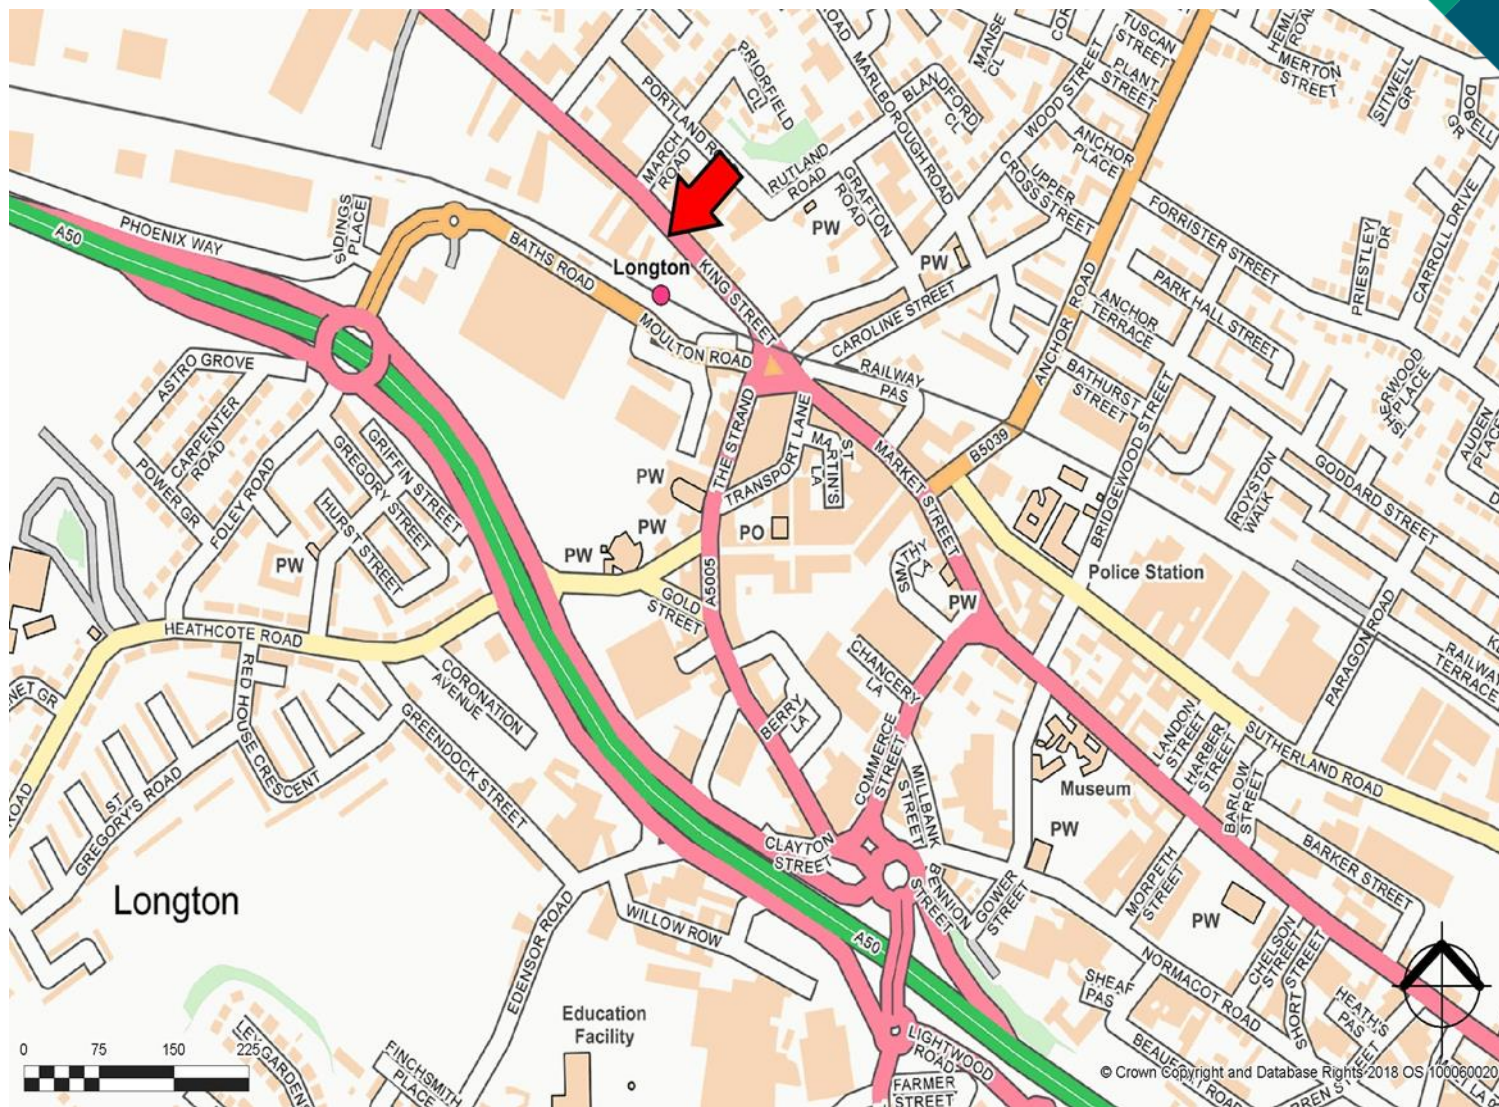 PRIORFIELD
CL
PORTLAND
MARCH
ROAD
RUTLAND
ROAD
MARLBOROUGH ROAD
BLANDFORD
CL
MANSE
CL
WOOD STREET
TUSCAN
STREET
PLANT
STREET
MERTON
STREET
SITWELL
GR
GR
ANCHOR
PLACE
UPPER
CROSS STREET
GRAFTON
ROAD
PW
PW
FORRISTER STREET
PRIESTLEY
DR
CARROLL DRIVE
PARK HALL STREET
ANCHOR
TERRACE
ANCHOR ROAD
BATHURST
STREET
A50
PHOENIX WAY
SIDINGS
PLACE
BATHS ROAD
Longton
KING STREET
MOULTON ROAD
CAROLINE STREET
RAILWAY
PAS
ASTRO GROVE
CARPENTER
ROAD
POWER GR
FOLEY ROAD
GRIFFIN STREET
GREGORY STREET
HURST STREET
PW
THE STRAND
TRANSPORT LANE
ST
MARTIN'S
LA
MARKET STREET
B5039
BRIDGEWOOD STREET
ROYSTON
WALK
GODDARD STREET
AUDEN
PLACE
PW
PW
PW
PO
A5005
GOLD
STREET
PW
Police Station
HEATHCOTE ROAD
RED HOUSE CRESCENT
CORONATION
AVENUE
GREENDOCK STREET
ST
GREGORY'S ROAD
ROAD
CHANCERY
LA
BERRY
LA
COMMERCE
STREET
MILLBANK
STREET
CLAYTON
STREET
BENNION
STREET
GOWER
STREET
Museum
PW
LANDON
STREET
HARBER
STREET
BARLOW
STREET
SUTHERLAND ROAD
PARAGON ROAD
RAILWAY
TERRACE
BARKER STREET
MORPETH
STREET
PW
Longton
WILLOW ROW
EDENSOR ROAD
A50
NORMACOT ROAD
CHELSON
STREET
SHORT STREET
HEATH'S
PAS
SHEAF
PAS
Education
Facility
LIGHTWOOD
ROAD
FARMER
STREET
FINCHSMITH
PLACE
0 75 150 225
© Crown Copyright and Database Rights 2018 OS 100060020